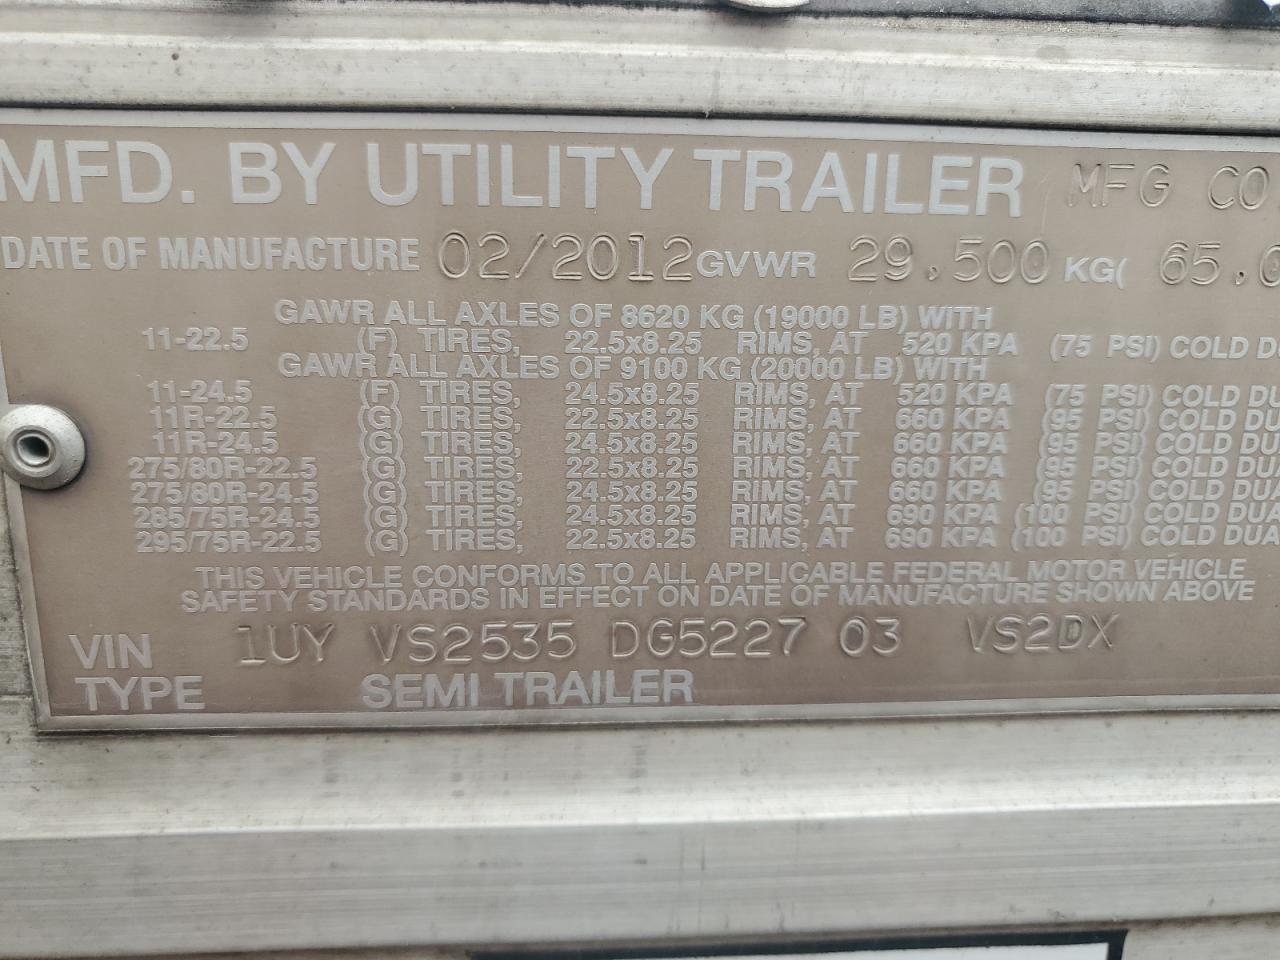 MFD. BY UTILITY TRAILER MFG CO
DATE OF MANUFACTURE 02/2012 GVWR 29.500 KG( 65.0
GAWR ALL AXLES OF 8620 KG (19000 LB) WITH
11-22.5 (F) TIRES, 22.5x8.25 RIMS, AT 520 KPA (75 PSI) COLD
GAWR ALL AXLES OF 9100 KG (20000 LB) WITH
11-24.5 (F) TIRES, 24.5x8.25 RIMS, AT 520 KPA (75 PSI) COLD DU
11R-22.5 (G) TIRES, 22.5x8.25 RIMS, AT 660 KPA (95 PSI) COLD DU
11R-24.5 (G) TIRES, 24.5x8.25 RIMS, AT 660 KPA (95 PSI) COLD DU
275/80R-22.5 (G) TIRES, 22.5x8.25 RIMS, AT 660 KPA (95 PSI) COLD DUA
275/80R-24.5 (G) TIRES, 24.5x8.25 RIMS, AT 660 KPA (95 PSI) COLD DUA
285/75R-24.5 (G) TIRES, 24.5x8.25 RIMS, AT 690 KPA (100 PSI) COLD DUA
295/75R-22.5 (G) TIRES, 22.5x8.25 RIMS, AT 690 KPA (100 PSI) COLD DUA
THIS VEHICLE CONFORMS TO ALL APPLICABLE FEDERAL MOTOR VEHICLE
SAFETY STANDARDS IN EFFECT ON DATE OF MANUFACTURE SHOWN ABOVE
VIN 1UY VS2535 DG5227 03 VS2DX
TYPE SEMI TRAILER